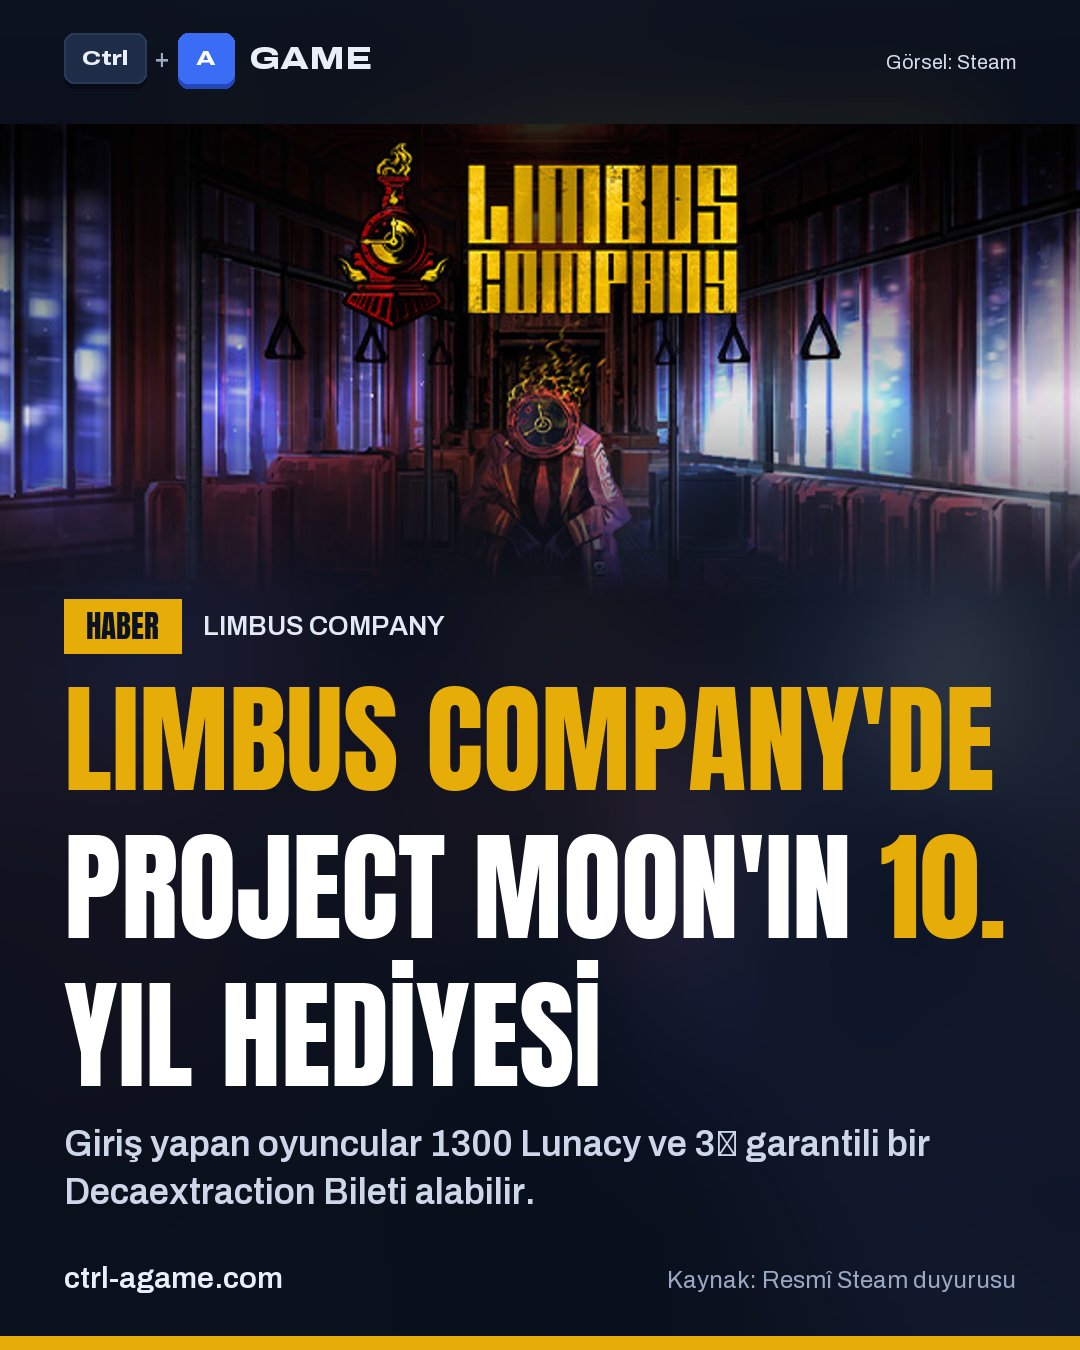 Ctrl + A GAME
Görsel: Steam
LIMBUS
COMPANY
HABER LIMBUS COMPANY
LIMBUS COMPANY'DE
PROJECT MOON'IN 10.
YIL HEDİYESİ
Giriş yapan oyuncular 1300 Lunacy ve 3 garantili bir
Decaextraction Bileti alabilir.
ctrl-agame.com
Kaynak: Resmî Steam duyurusu